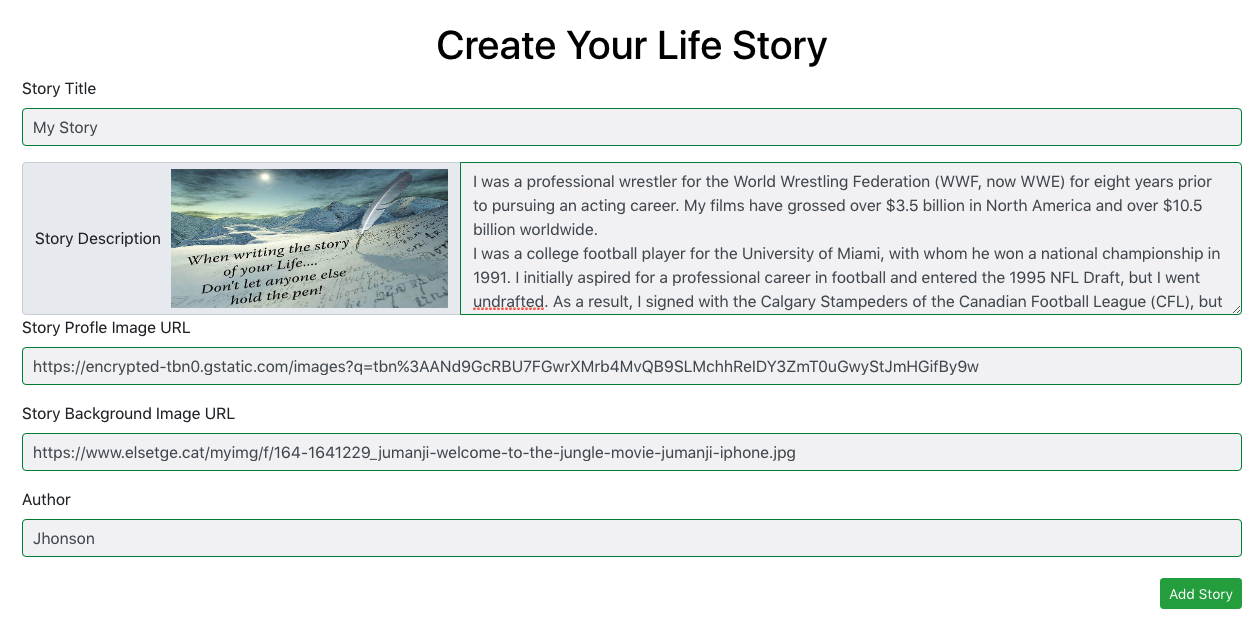 Create Your Life Story
Story Title
My Story
Story Description
When writing the story
of your Life....
Don't let anyone else
hold the pen!
I was a professional wrestler for the World Wrestling Federation (WWF, now WWE) for eight years prior
to pursuing an acting career. My films have grossed over $3.5 billion in North America and over $10.5
billion worldwide.
I was a college football player for the University of Miami, with whom he won a national championship in
1991. I initially aspired for a professional career in football and entered the 1995 NFL Draft, but I went
undrafted. As a result, I signed with the Calgary Stampeders of the Canadian Football League (CFL), but
Story Profle Image URL
https://encrypted-tbn0.gstatic.com/images?q=tbn%3AANd9GcRBU7FGwrXMrb4MvQB9SLMchhReIDY3ZmT0uGwyStJmHGifBy9w
Story Background Image URL
https://www.elsetge.cat/myimg/f/164-1641229_jumanji-welcome-to-the-jungle-movie-jumanji-iphone.jpg
Author
Jhonson
Add Story